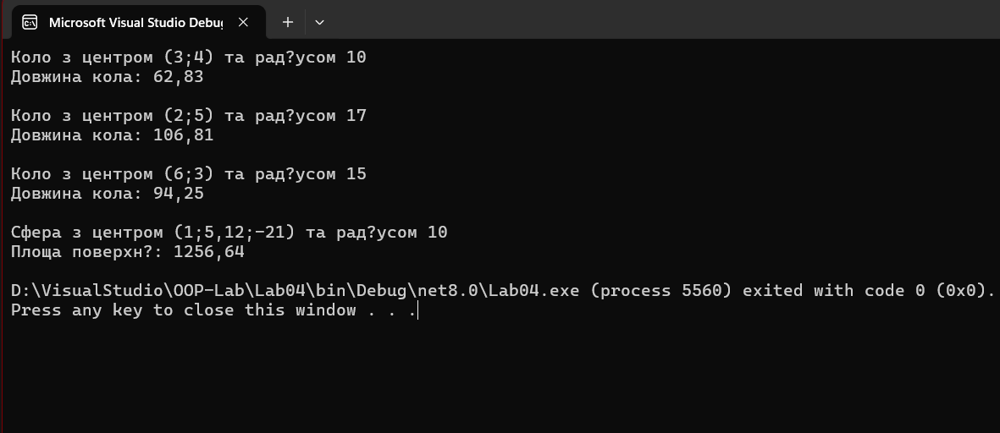 Microsoft Visual Studio Debug
Коло з центром (3;4) та рад?усом 10
Довжина кола: 62,83
Коло з центром (2;5) та рад?усом 17
Довжина кола: 106,81
Коло з центром (6;3) та рад?усом 15
Довжина кола: 94,25
Сфера з центром (1;5,12;-21) та рад?усом 10
Площа поверхн?: 1256,64
D:\VisualStudio\OOP-Lab\Lab04\bin\Debug\net8.0\Lab04.exe (process 5560) exited with code 0 (0x0).
Press any key to close this window . . .